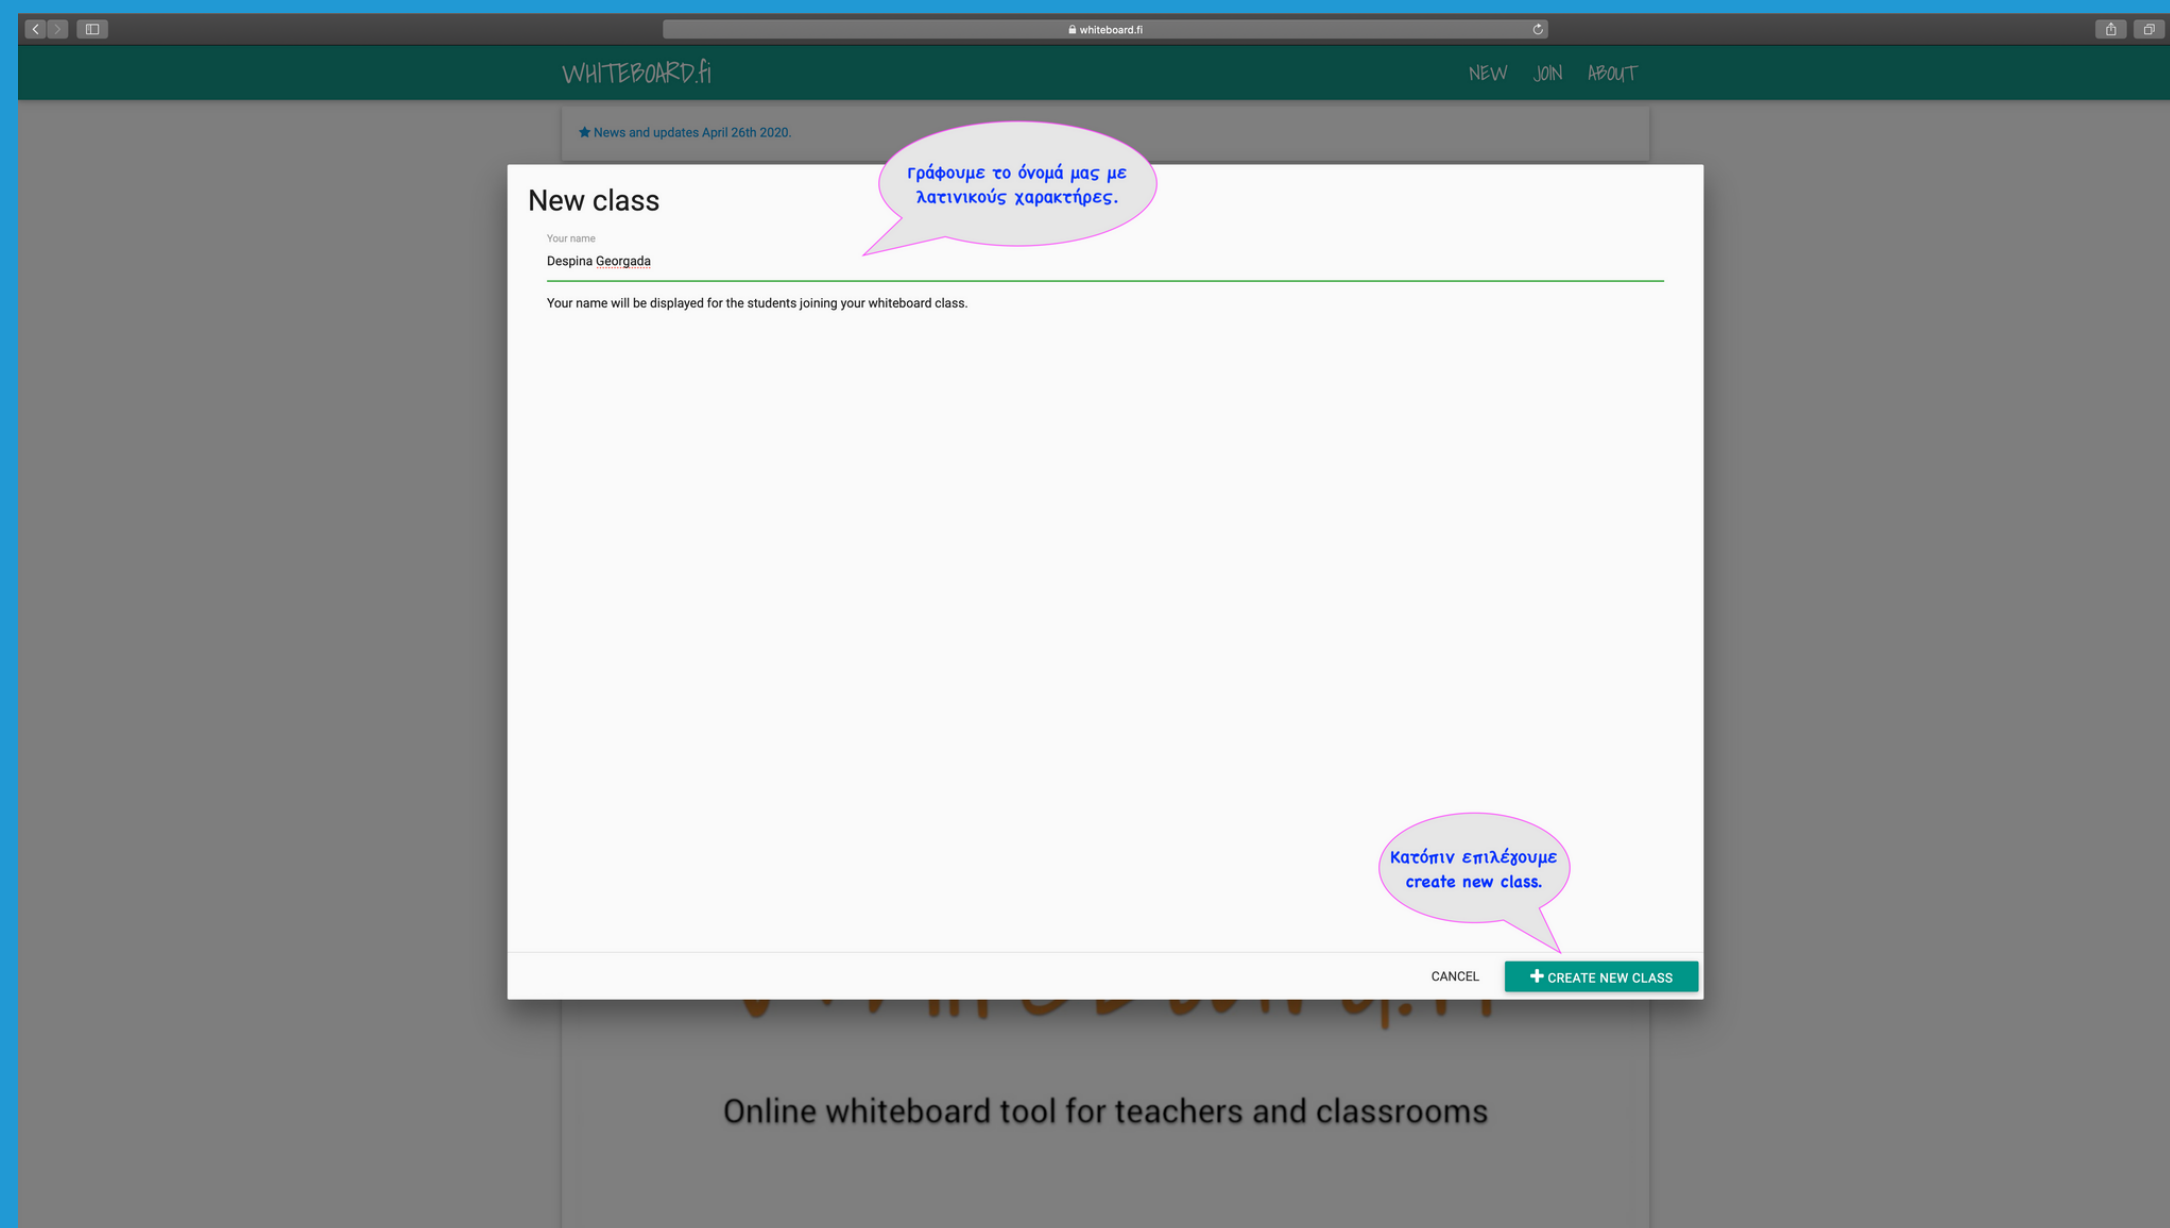 whiteboard.fi
WHITEBOARD.fi
NEW JOIN ABOUT
News and updates April 26th 2020.
Γράφουμε το όνομά μας με
λατινικούς χαρακτήρες.
New class
Your name
Despina Georgada
Your name will be displayed for the students joining your whiteboard class.
Κατόπιν επιλέγουμε
create new class.
CANCEL
CREATE NEW CLASS
Online whiteboard tool for teachers and classrooms